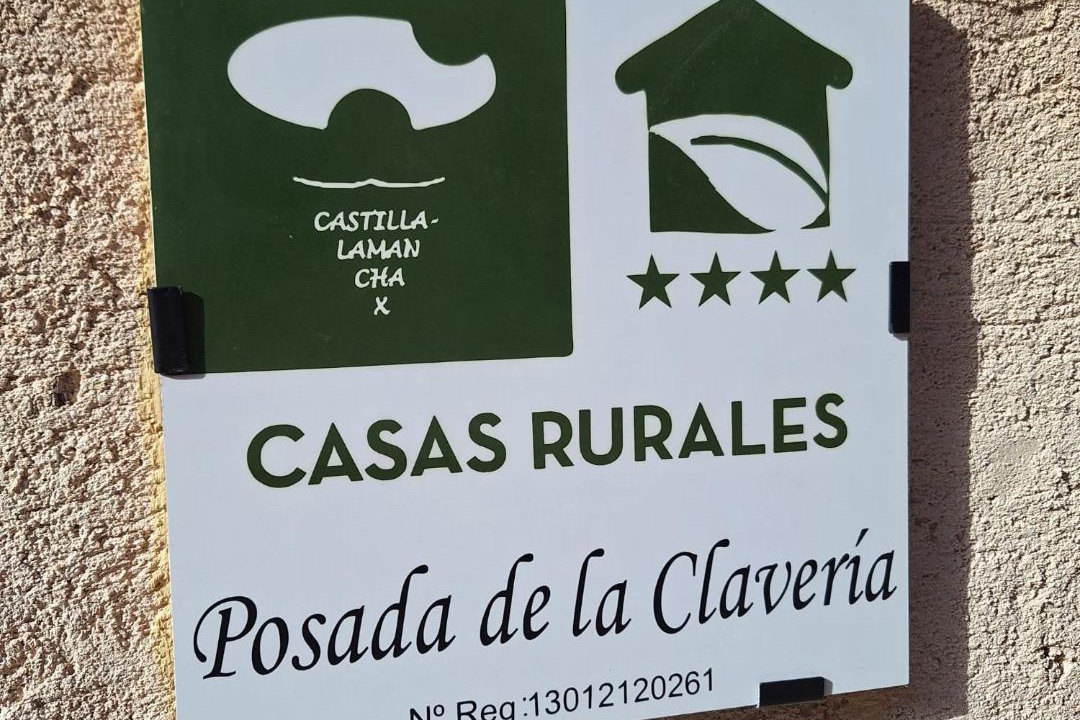 CASTILLA-
LAMAN
CHA
X
CASAS RURALES
Posada de la Clavería
Nº Reg:13012120261